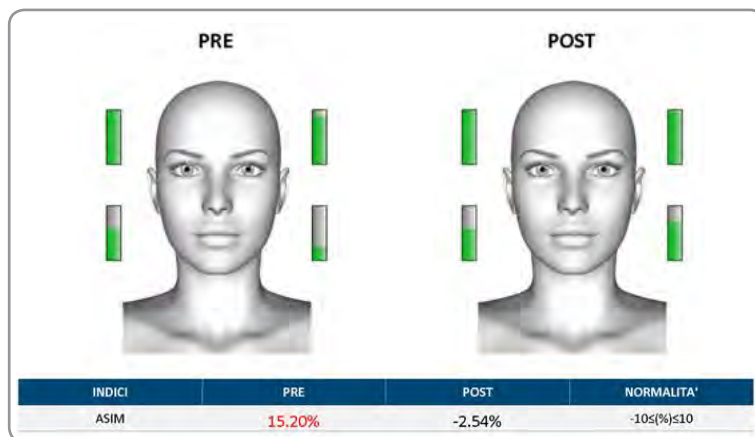 PRE POST
INDICI PRE POST NORMALITA'
ASIM 15.20% -2.54% -10≤(%)≤10